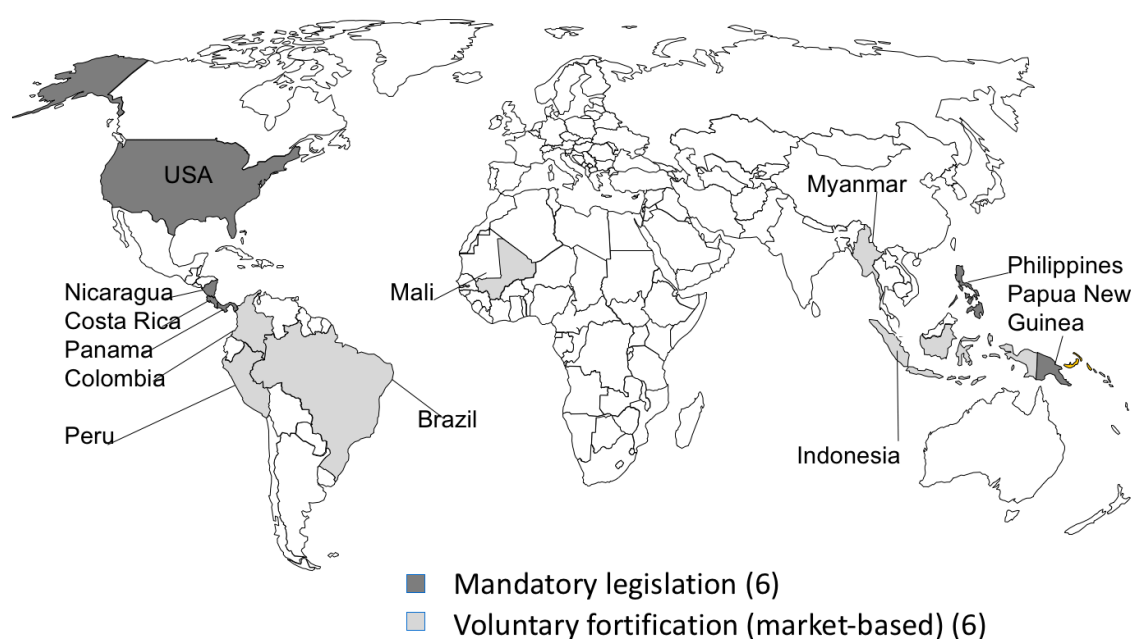 USA
Myanmar
Nicaragua
Costa Rica
Panama
Colombia
Peru
Brazil
Mali
Philippines
Papua New
Guinea
Indonesia
Mandatory legislation (6)
Voluntary fortification (market-based) (6)